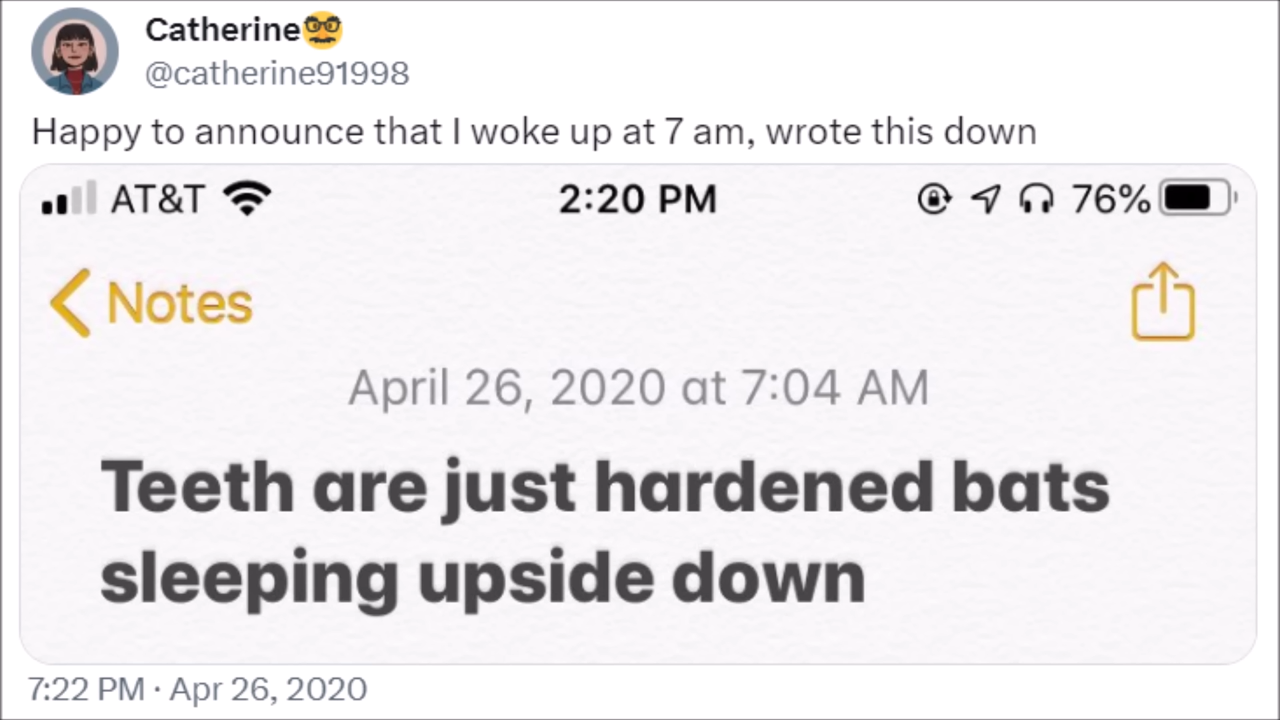 Catherine🥸
@catherine91998
Happy to announce that I woke up at 7 am, wrote this down
AT&T 2:20 PM 76%
Notes
April 26, 2020 at 7:04 AM
Teeth are just hardened bats
sleeping upside down
7:22 PM · Apr 26, 2020